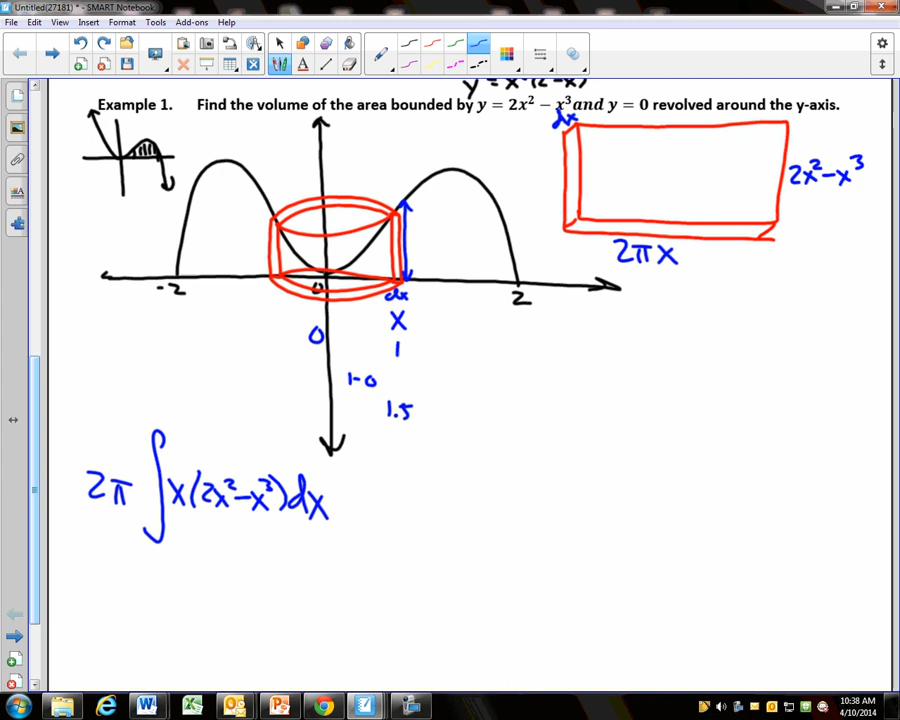 Untitled(27181) * - SMART Notebook
File Edit View Insert Format Tools Add-ons Help
Example 1. Find the volume of the area bounded by y = 2x² − x³ and y = 0 revolved around the y-axis.
dx
2x²−x³
2πx
-2
0
dx
2
X
0
1
1-0
1.5
2π ∫x(2x²−x³)dx
10:38 AM
4/10/2014